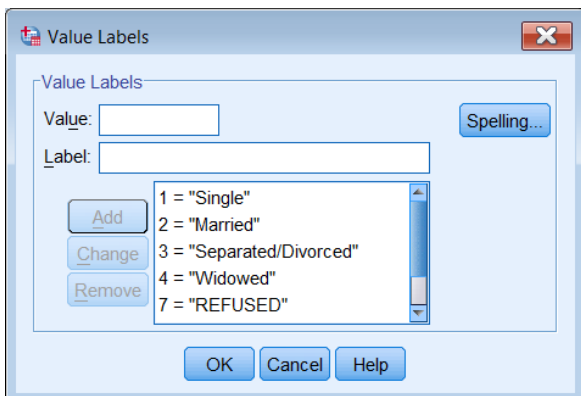 Value Labels
Value Labels
Value:
Spelling...
Label:
Add
Change
Remove
1 = "Single"
2 = "Married"
3 = "Separated/Divorced"
4 = "Widowed"
7 = "REFUSED"
OK Cancel Help